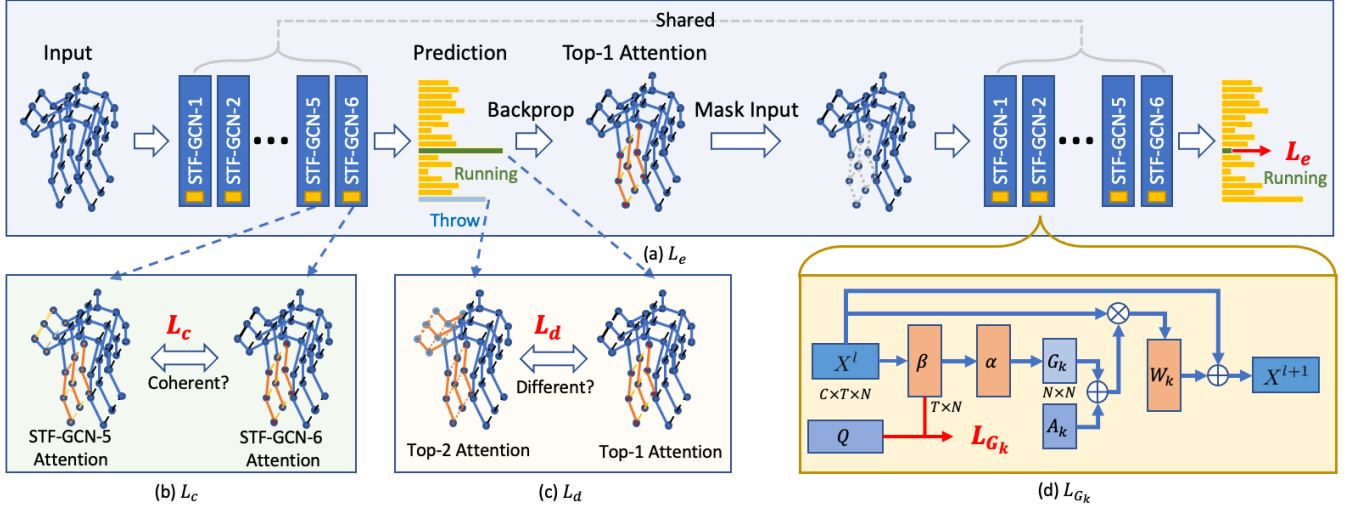 Shared
Input
Prediction
Top-1 Attention
STF-GCN-1
STF-GCN-2
STF-GCN-5
STF-GCN-6
Backprop
Mask Input
STF-GCN-1
STF-GCN-2
STF-GCN-5
STF-GCN-6
Running
Throw
L_e
Running
(a) L_e
L_c
Coherent?
STF-GCN-5
Attention
STF-GCN-6
Attention
(b) L_c
L_d
Different?
Top-2 Attention
Top-1 Attention
(c) L_d
X^l
C×T×N
β
T×N
α
G_k
N×N
A_k
W_k
X^{l+1}
Q
L_{G_k}
(d) L_{G_k}